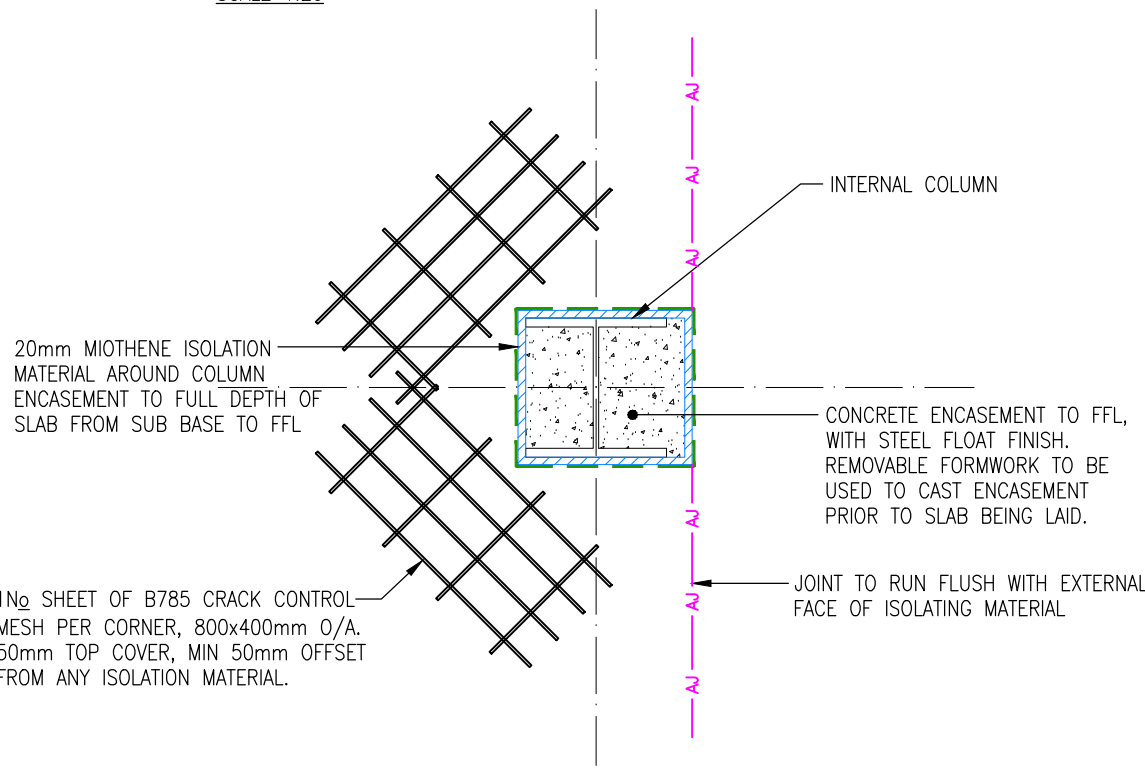 AJ
AJ
INTERNAL COLUMN
AJ
20mm MIOTHENE ISOLATION
MATERIAL AROUND COLUMN
ENCASEMENT TO FULL DEPTH OF
SLAB FROM SUB BASE TO FFL
CONCRETE ENCASEMENT TO FFL,
WITH STEEL FLOAT FINISH.
REMOVABLE FORMWORK TO BE
USED TO CAST ENCASEMENT
PRIOR TO SLAB BEING LAID.
AJ
JOINT TO RUN FLUSH WITH EXTERNAL
FACE OF ISOLATING MATERIAL
AJ
1No SHEET OF B785 CRACK CONTROL
MESH PER CORNER, 800x400mm O/A.
50mm TOP COVER, MIN 50mm OFFSET
FROM ANY ISOLATION MATERIAL.
AJ